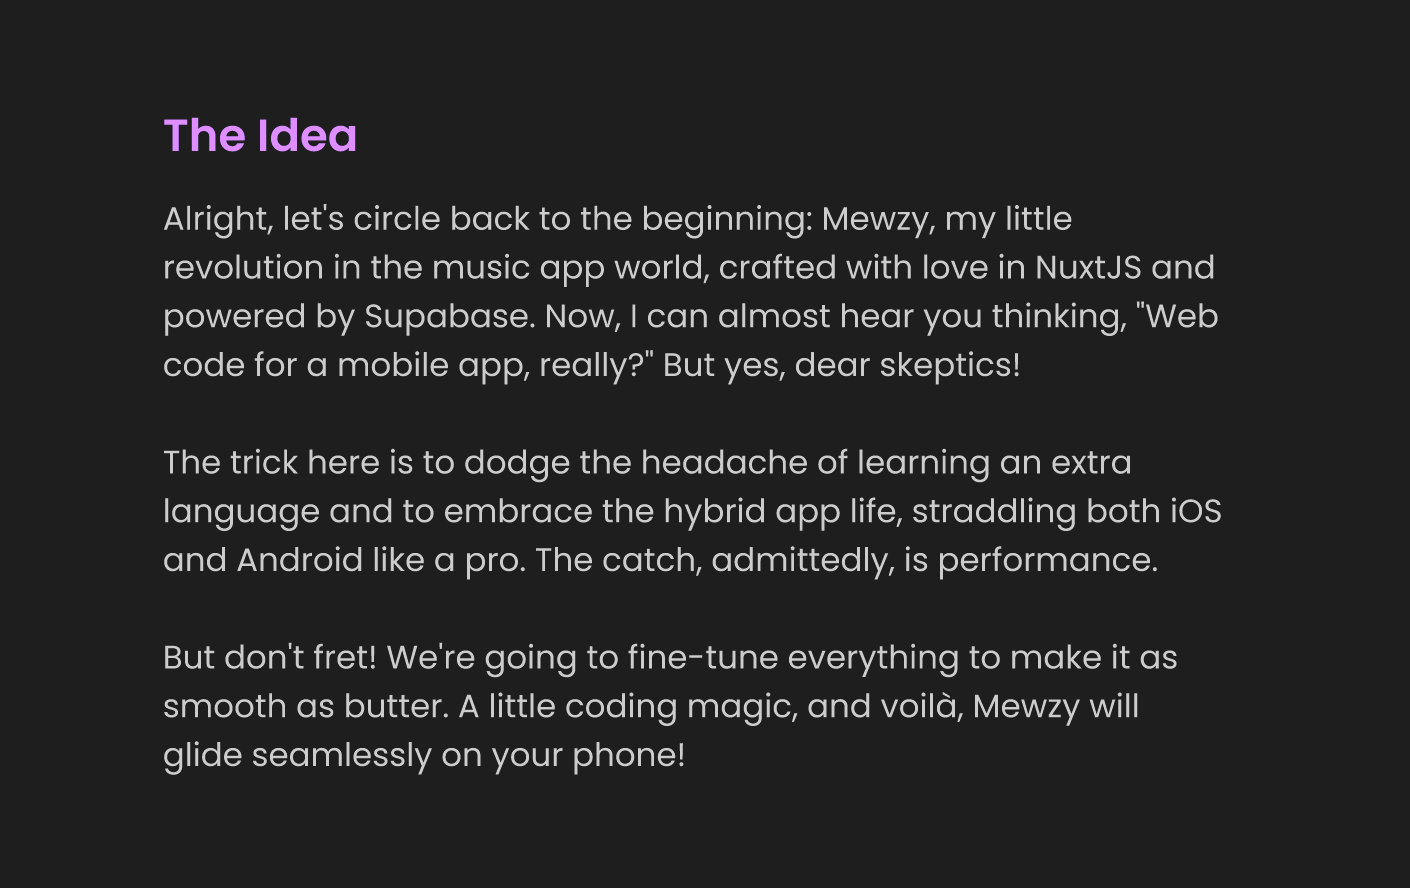 The Idea
Alright, let's circle back to the beginning: Mewzy, my little
revolution in the music app world, crafted with love in NuxtJS and
powered by Supabase. Now, I can almost hear you thinking, "Web
code for a mobile app, really?" But yes, dear skeptics!
The trick here is to dodge the headache of learning an extra
language and to embrace the hybrid app life, straddling both iOS
and Android like a pro. The catch, admittedly, is performance.
But don't fret! We're going to fine-tune everything to make it as
smooth as butter. A little coding magic, and voilà, Mewzy will
glide seamlessly on your phone!